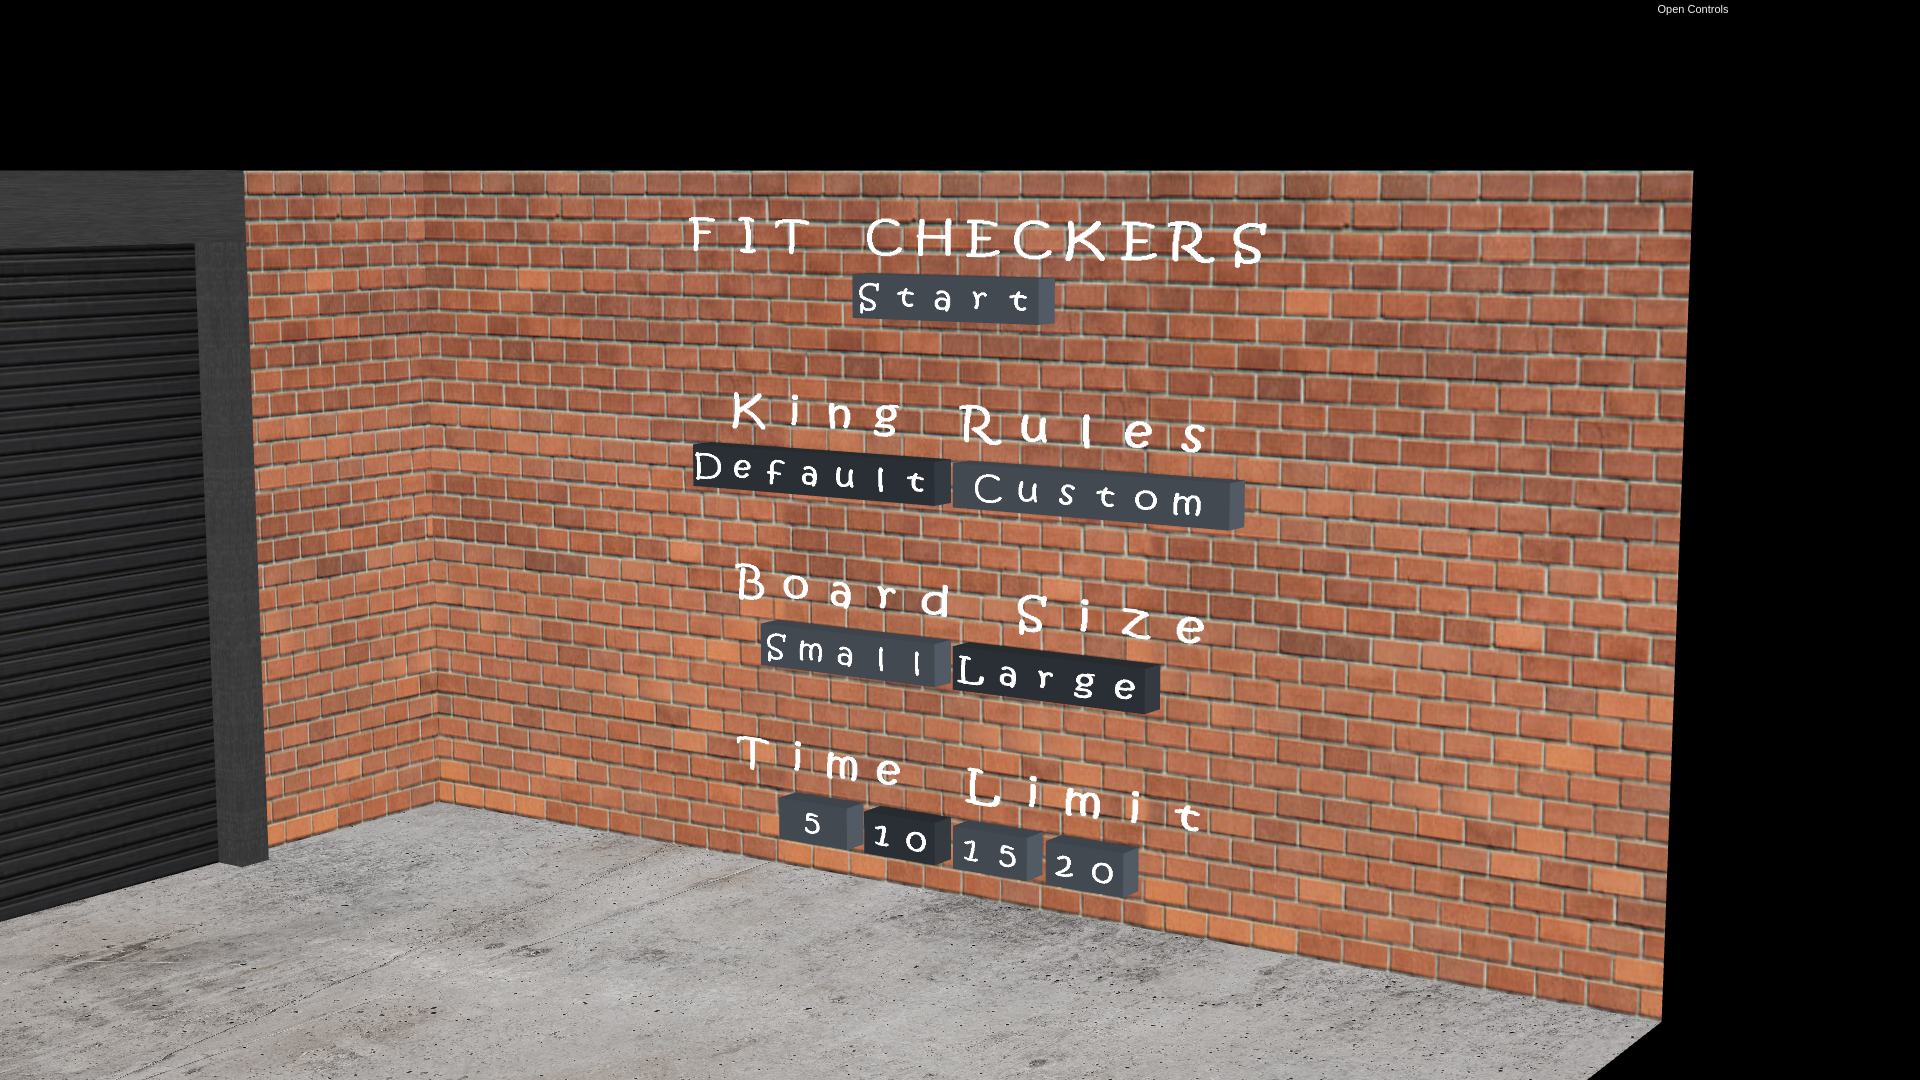 Open Controls
FIT CHECKERS
Start
King Rules
Default Custom
Board Size
Small Large
Time Limit
5 10 15 20